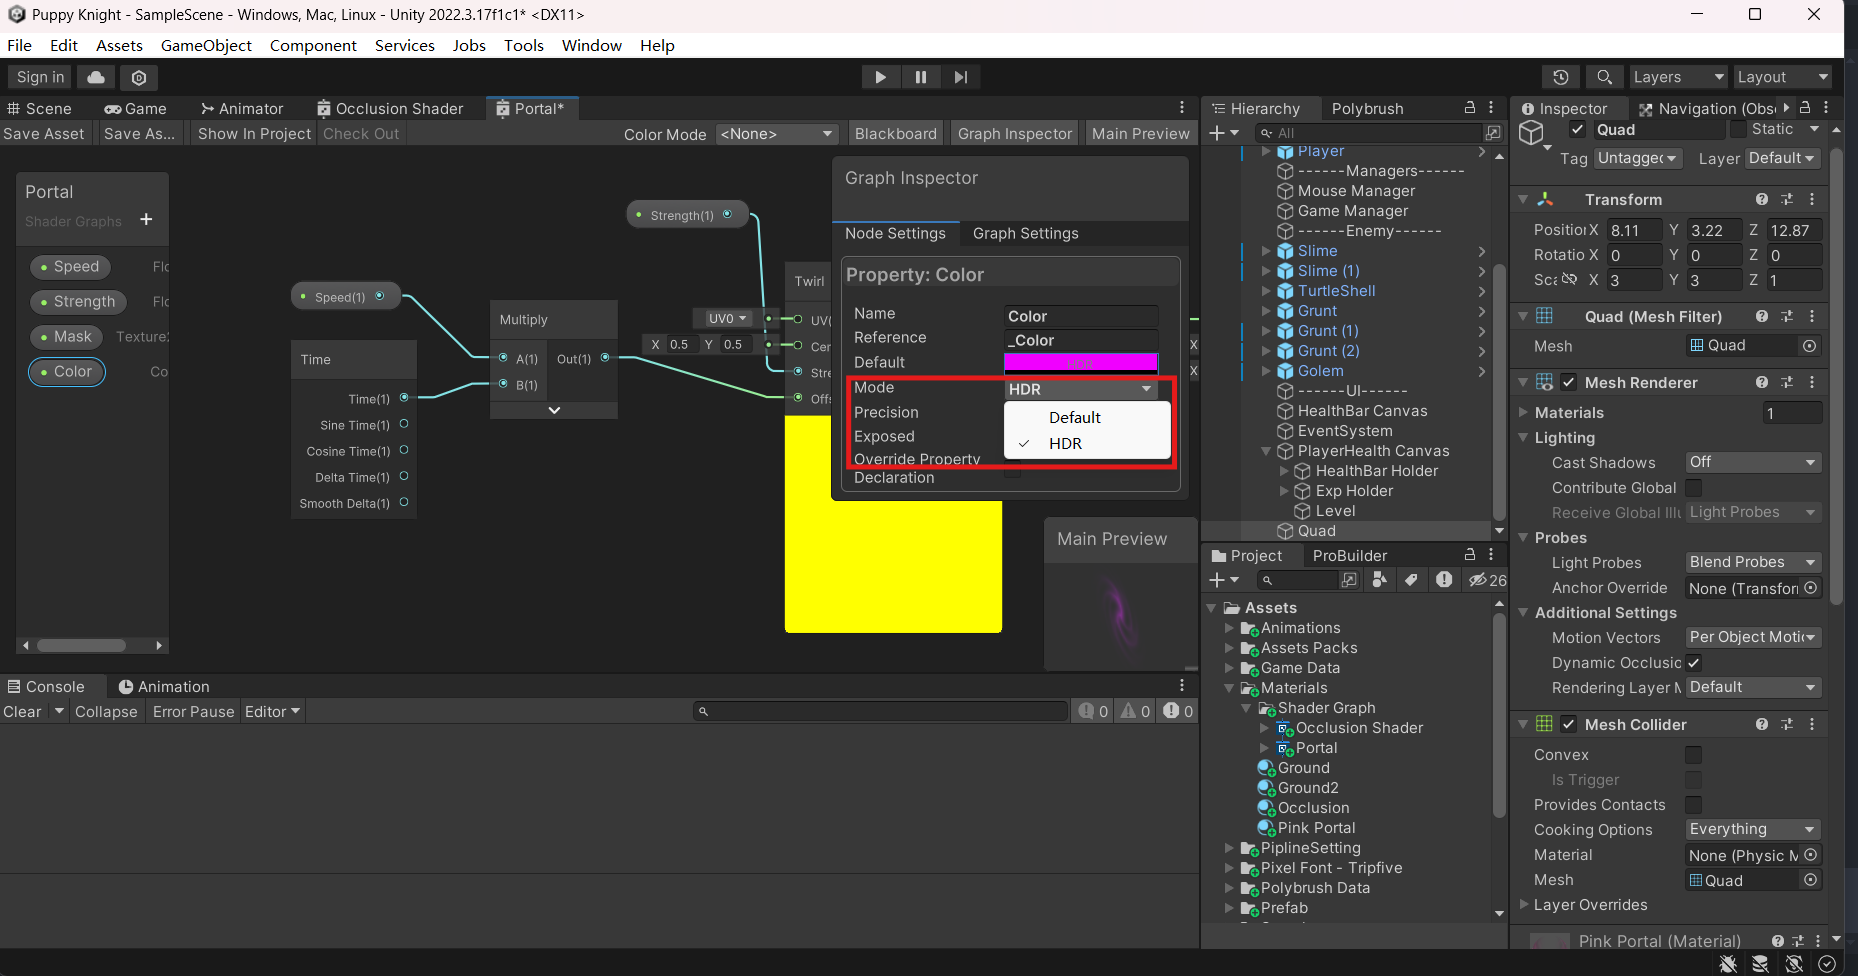 Puppy Knight - SampleScene - Windows, Mac, Linux - Unity 2022.3.17f1c1* <DX11>
File Edit Assets GameObject Component Services Jobs Tools Window Help
Sign in
Layers Layout
Scene Game Animator Occlusion Shader Portal*
Save Asset Save As... Show In Project Check Out Color Mode <None> Blackboard Graph Inspector Main Preview
Portal
Shader Graphs +
Speed Flo
Strength Flo
Mask Texture2
Color Co
Speed(1)
Time
Time(1)
Sine Time(1)
Cosine Time(1)
Delta Time(1)
Smooth Delta(1)
Multiply
A(1) Out(1)
B(1)
Strength(1)
UV0
X 0.5 Y 0.5
Twirl
UV(
Cen
Stre
Offs
X
X
Graph Inspector
Node Settings Graph Settings
Property: Color
Name Color
Reference _Color
Default HDR
Mode HDR
Default
HDR
Precision
Exposed
Override Property
Declaration
Main Preview
Console Animation
Clear Collapse Error Pause Editor 0 0 0
Hierarchy Polybrush
All
Player
------Managers------
Mouse Manager
Game Manager
------Enemy------
Slime
Slime (1)
TurtleShell
Grunt
Grunt (1)
Grunt (2)
Golem
------UI------
HealthBar Canvas
EventSystem
PlayerHealth Canvas
HealthBar Holder
Exp Holder
Level
Quad
Project ProBuilder
26
Assets
Animations
Assets Packs
Game Data
Materials
Shader Graph
Occlusion Shader
Portal
Ground
Ground2
Occlusion
Pink Portal
PiplineSetting
Pixel Font - Tripfive
Polybrush Data
Prefab
Inspector Navigation (Obs
Quad Static
Tag Untagged Layer Default
Transform
Position X 8.11 Y 3.22 Z 12.87
Rotatio X 0 Y 0 Z 0
Sca X 3 Y 3 Z 1
Quad (Mesh Filter)
Mesh Quad
Mesh Renderer
Materials 1
Lighting
Cast Shadows Off
Contribute Global
Receive Global Illu Light Probes
Probes
Light Probes Blend Probes
Anchor Override None (Transfor
Additional Settings
Motion Vectors Per Object Motic
Dynamic Occlusic
Rendering Layer M Default
Mesh Collider
Convex
Is Trigger
Provides Contacts
Cooking Options Everything
Material None (Physic M
Mesh Quad
Layer Overrides
Pink Portal (Material)